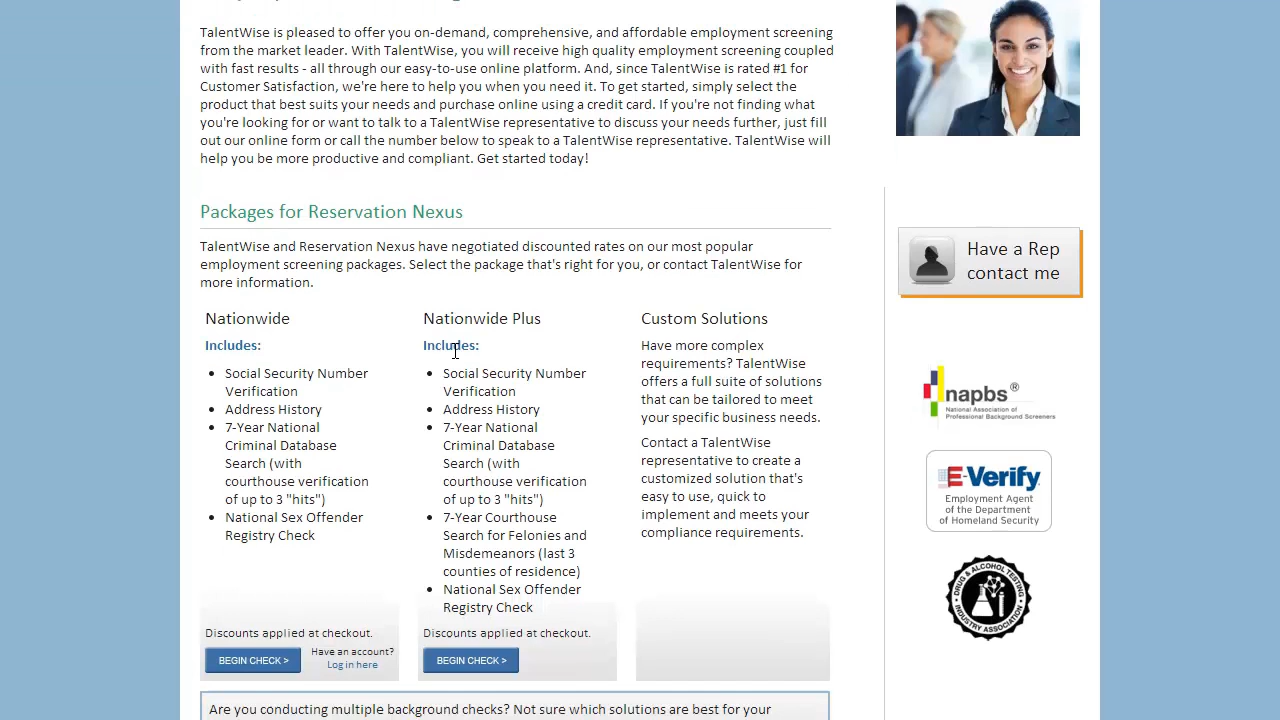 TalentWise is pleased to offer you on-demand, comprehensive, and affordable employment screening
from the market leader. With TalentWise, you will receive high quality employment screening coupled
with fast results through our easy-to-use online platform. And, since TalentWise is rated #1 for
Customer Satisfaction, we're here to help you when you need it. To get started, simply select the
product that best suits your needs and purchase online using a credit card. If you're not finding what
you're looking for or want to talk to a TalentWise representative to discuss your needs further, just fill
out our online form or call the number below to speak to a TalentWise representative. TalentWise will
help you be more productive and compliant. Get started today!
Packages for Reservation Nexus
TalentWise and Reservation Nexus have negotiated discounted rates on our most popular
employment screening packages. Select the package that's right for you, or contact TalentWise for
more information.
Nationwide
Includes:
• Social Security Number
Verification
• Address History
• 7-Year National
Criminal Database
Search (with
courthouse verification
of up to 3 "hits")
• National Sex Offender
Registry Check
Discounts applied at checkout.
BEGIN CHECK >
Have an account?
Log in here
Nationwide Plus
Includes:
• Social Security Number
Verification
• Address History
• 7-Year National
Criminal Database
Search (with
courthouse verification
of up to 3 "hits")
• 7-Year Courthouse
Search for Felonies and
Misdemeanors (last 3
counties of residence)
• National Sex Offender
Registry Check
Discounts applied at checkout.
BEGIN CHECK >
Custom Solutions
Have more complex
requirements? TalentWise
offers a full suite of solutions
that can be tailored to meet
your specific business needs.
Contact a TalentWise
representative to create a
customized solution that's
easy to use, quick to
implement and meets your
compliance requirements.
Are you conducting multiple background checks? Not sure which solutions are best for your
Have a Rep
contact me
napbs®
National Association of
Professional Background Screeners
E-Verify
Employment Agent
of the Department
of Homeland Security
DRUG & ALCOHOL TESTING
INDUSTRY ASSOCIATION